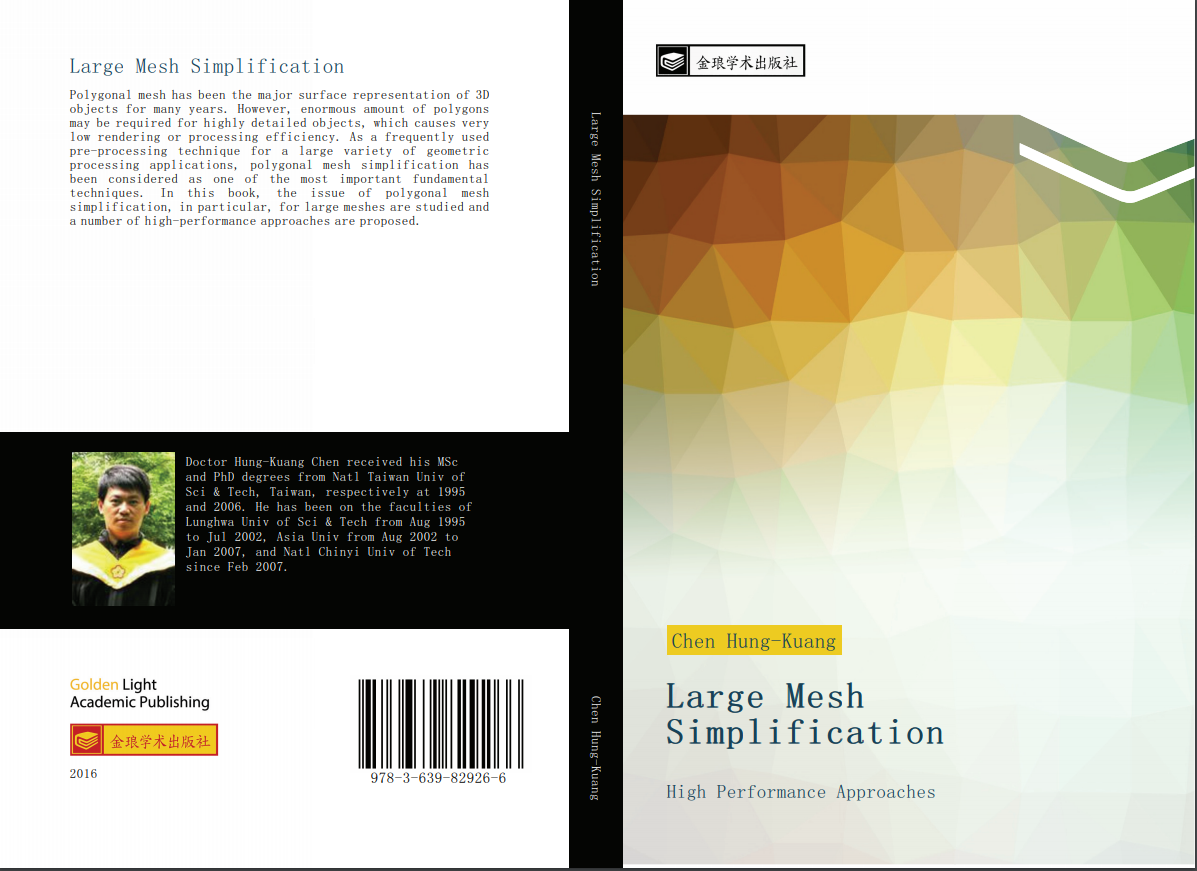 Large Mesh Simplification
Polygonal mesh has been the major surface representation of 3D
objects for many years. However, enormous amount of polygons
may be required for highly detailed objects, which causes very
low rendering or processing efficiency. As a frequently used
pre-processing technique for a large variety of geometric
processing applications, polygonal mesh simplification has
been considered as one of the most important fundamental
techniques. In this book, the issue of polygonal mesh
simplification, in particular, for large meshes are studied and
a number of high-performance approaches are proposed.
Doctor Hung-Kuang Chen received his MSc
and PhD degrees from Natl Taiwan Univ of
Sci & Tech, Taiwan, respectively at 1995
and 2006. He has been on the faculties of
Lunghwa Univ of Sci & Tech from Aug 1995
to Jul 2002, Asia Univ from Aug 2002 to
Jan 2007, and Natl Chinyi Univ of Tech
since Feb 2007.
Golden Light
Academic Publishing
金琅学术出版社
2016
978-3-639-82926-6
Large Mesh Simplification
Chen Hung-Kuang
金琅学术出版社
Chen Hung-Kuang
Large Mesh
Simplification
High Performance Approaches